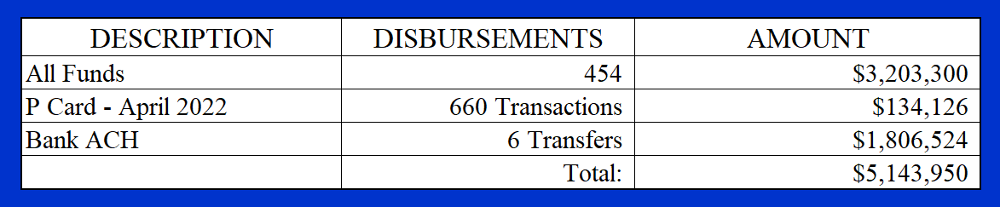 DESCRIPTION DISBURSEMENTS AMOUNT
All Funds 454 $3,203,300
P Card - April 2022 660 Transactions $134,126
Bank ACH 6 Transfers $1,806,524
Total: $5,143,950